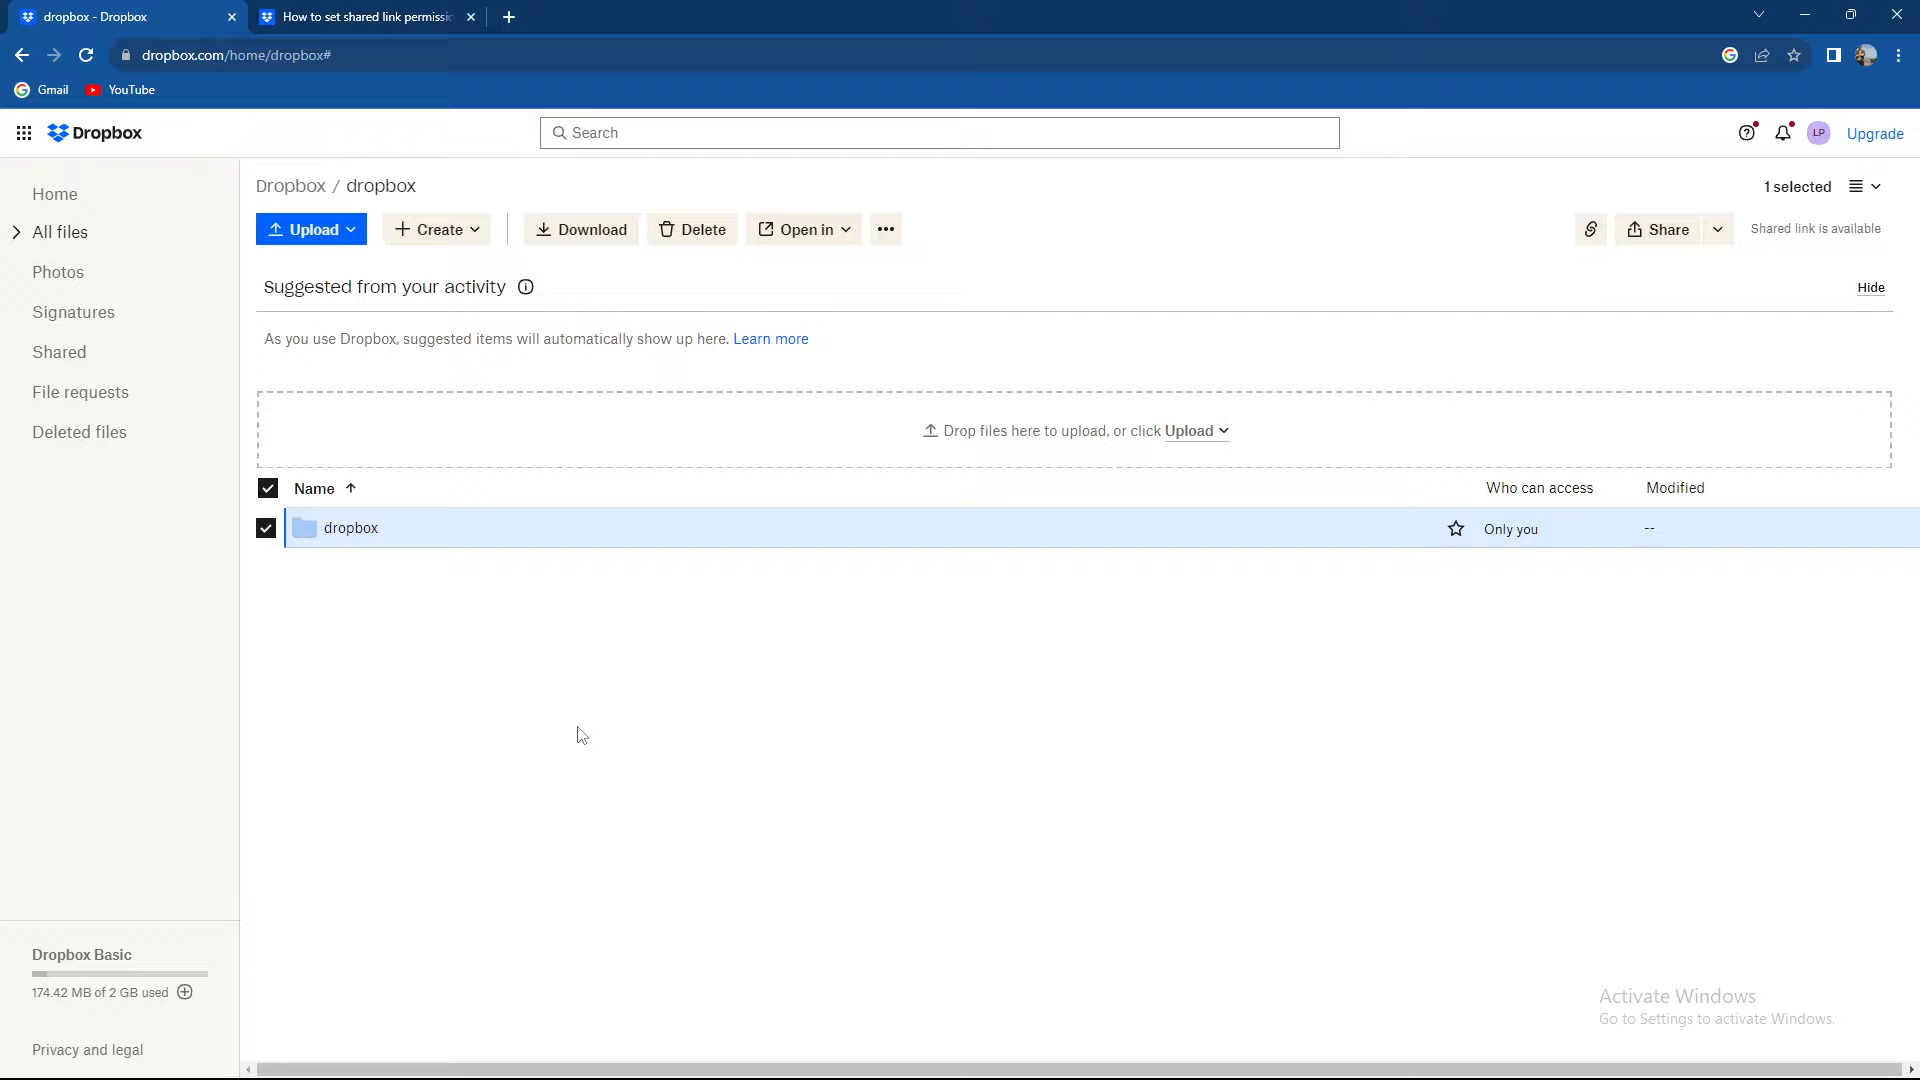 dropbox - Dropbox
How to set shared link permissic
dropbox.com/home/dropbox#
Gmail
YouTube
Dropbox
Search
LP
Upgrade
Home
All files
Photos
Signatures
Shared
File requests
Deleted files
Dropbox / dropbox
1 selected
Upload
Create
Download
Delete
Open in
Share
Shared link is available
Suggested from your activity
Hide
As you use Dropbox, suggested items will automatically show up here. Learn more
Drop files here to upload, or click Upload
Name
Who can access
Modified
dropbox
Only you
--
Dropbox Basic
174.42 MB of 2 GB used
Privacy and legal
Activate Windows
Go to Settings to activate Windows.